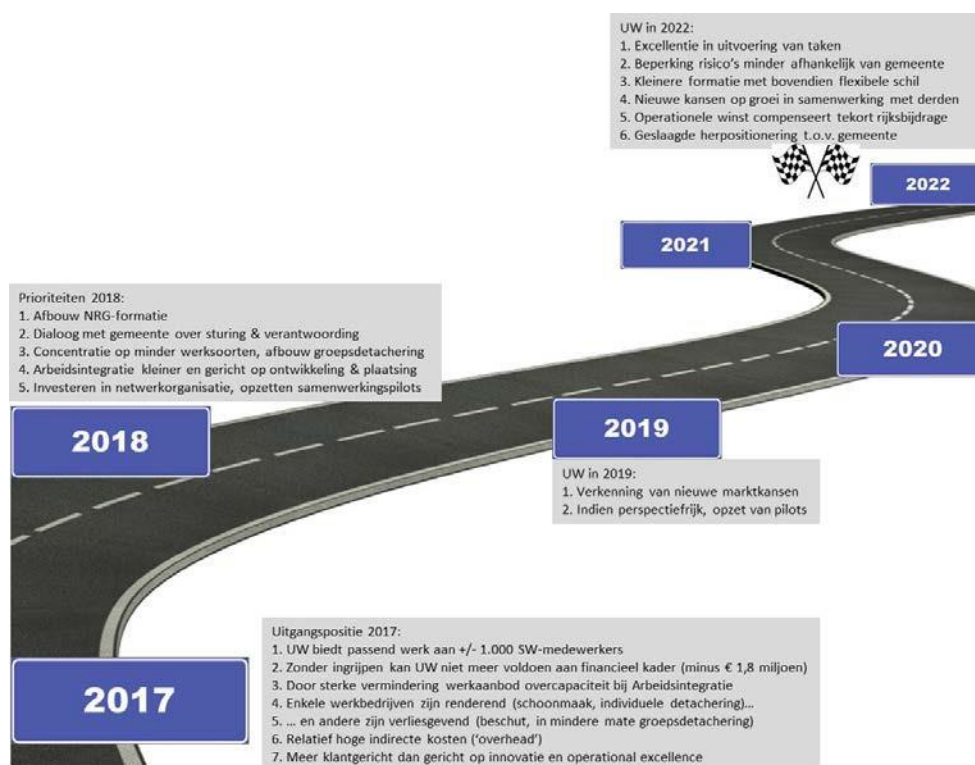 UW in 2022:
1. Excellentie in uitvoering van taken
2. Beperking risico's minder afhankelijk van gemeente
3. Kleinere formatie met bovendien flexibele schil
4. Nieuwe kansen op groei in samenwerking met derden
5. Operationele winst compenseert tekort rijksbijdrage
6. Geslaagde herpositionering t.o.v. gemeente
2022
2021
Prioriteiten 2018:
1. Afbouw NRG-formatie
2. Dialoog met gemeente over sturing & verantwoording
3. Concentratie op minder werksoorten, afbouw groepsdetachering
4. Arbeidsintegratie kleiner en gericht op ontwikkeling & plaatsing
5. Investeren in netwerkorganisatie, opzetten samenwerkingspilots
2020
2018
2019
UW in 2019:
1. Verkenning van nieuwe marktkansen
2. Indien perspectiefrijk, opzet van pilots
Uitgangspositie 2017:
1. UW biedt passend werk aan +/- 1.000 SW-medewerkers
2. Zonder ingrijpen kan UW niet meer voldoen aan financieel kader (minus € 1,8 miljoen)
3. Door sterke vermindering werkaanbod overcapaciteit bij Arbeidsintegratie
4. Enkele werkbedrijven zijn renderend (schoonmaak, individuele detachering)...
5. ... en andere zijn verliesgevend (beschut, in mindere mate groepsdetachering)
6. Relatief hoge indirecte kosten ('overhead')
7. Meer klantgericht dan gericht op innovatie en operational excellence
2017